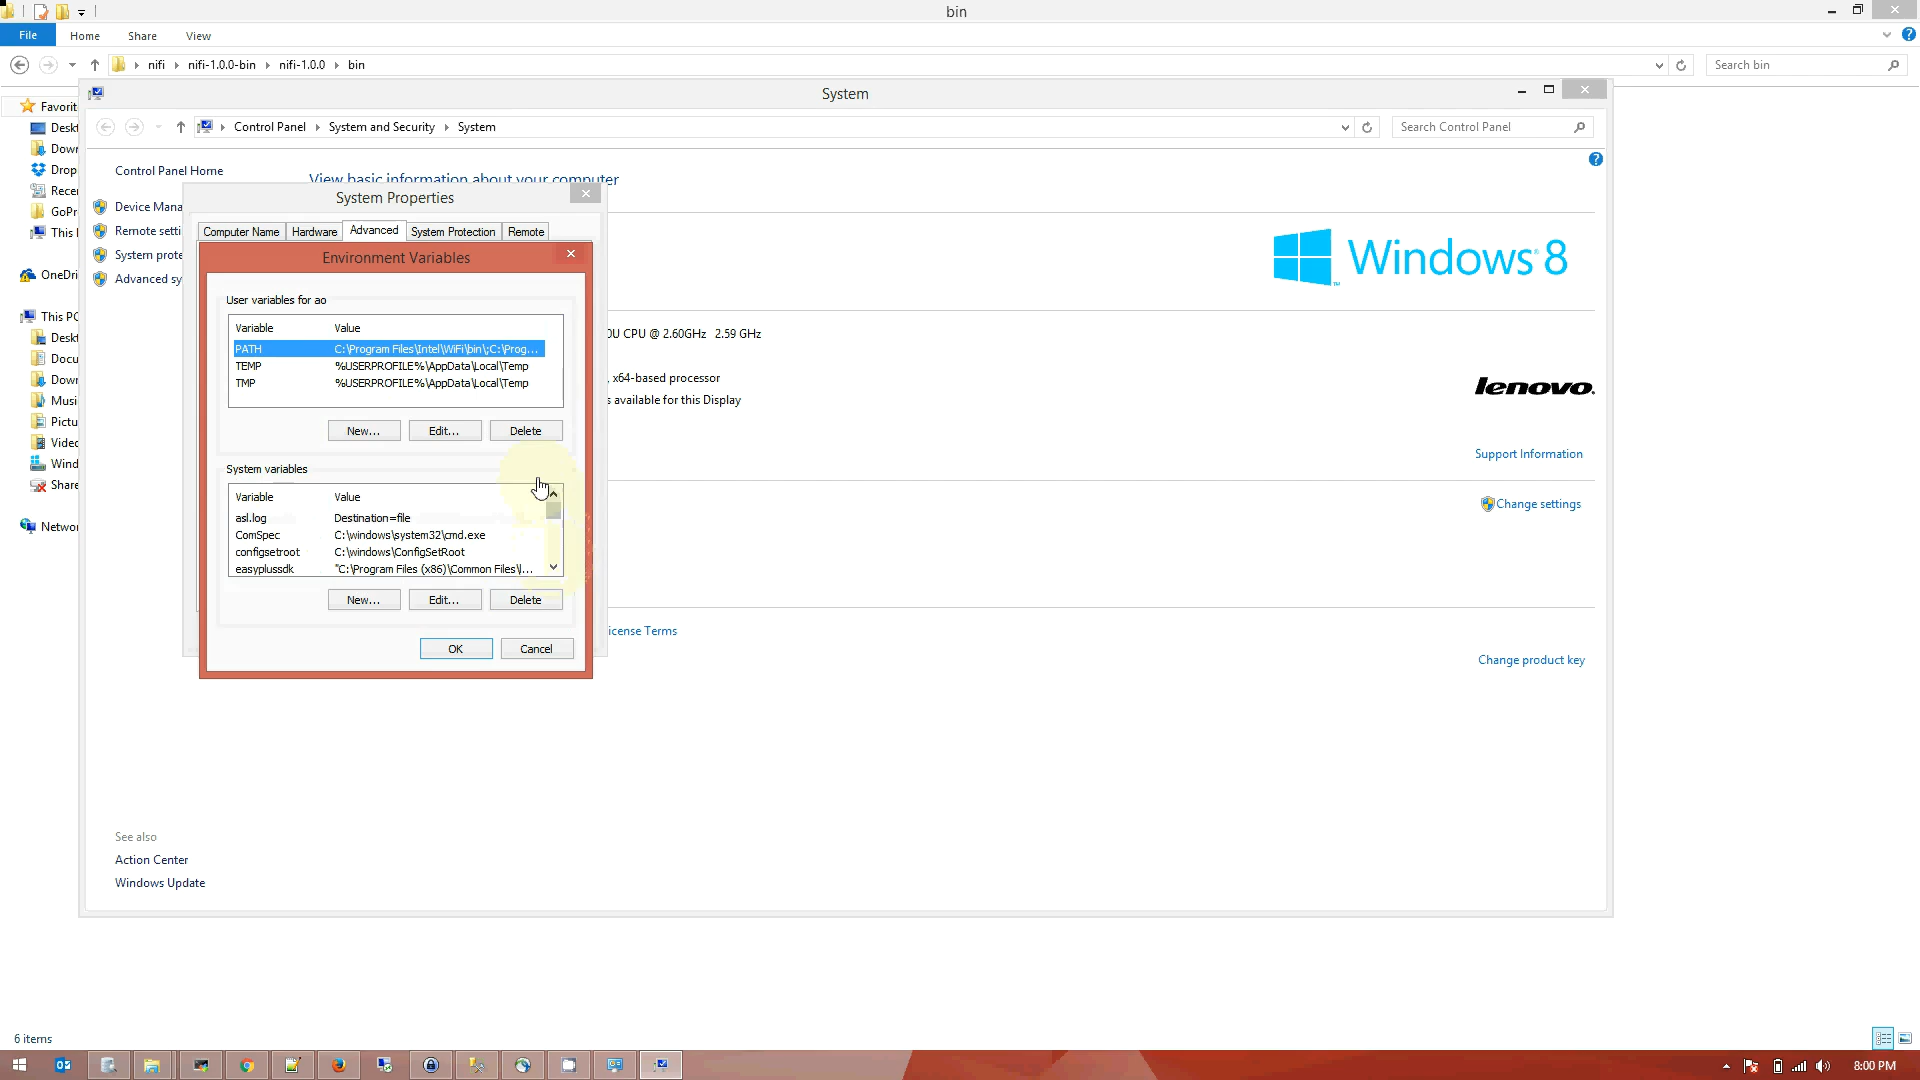 bin
File Home Share View
nifi nifi-1.0.0-bin nifi-1.0.0 bin
Search bin
System
Control Panel System and Security System
Search Control Panel
Favorit
Deskt
Down
Drop
Recen
GoPr
This
OneDri
This PC
Deskt
Docu
Down
Musi
Pictu
Video
Wind
Share
Networ
Control Panel Home
Device Mana
Remote setti
System prote
Advanced sy
View basic information about your computer
System Properties
Computer Name Hardware Advanced System Protection Remote
Environment Variables
User variables for ao
Variable Value
PATH C:\Program Files\Intel\WiFi\bin\;C:\Prog...
TEMP %USERPROFILE%\AppData\Local\Temp
TMP %USERPROFILE%\AppData\Local\Temp
New... Edit... Delete
System variables
Variable Value
asl.log Destination=file
ComSpec C:\windows\system32\cmd.exe
configsetroot C:\windows\ConfigSetRoot
easyplussdk "C:\Program Files (x86)\Common Files\l...
New... Edit... Delete
OK Cancel
Windows 8
0U CPU @ 2.60GHz 2.59 GHz
, x64-based processor
s available for this Display
lenovo
Support Information
Change settings
icense Terms
Change product key
See also
Action Center
Windows Update
6 items
8:00 PM